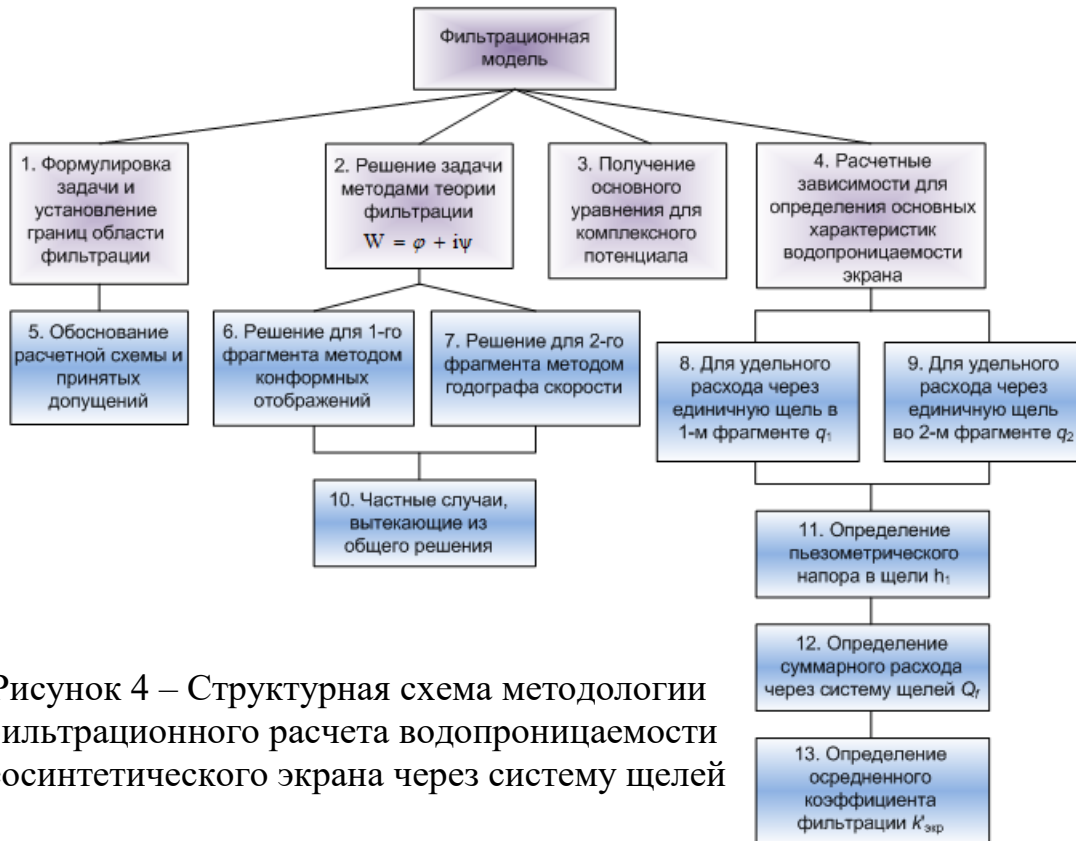 Фильтрационная
модель
1. Формулировка
задачи и
установление
границ области
фильтрации
2. Решение задачи
методами теории
фильтрации
W = φ + iψ
3. Получение
основного
уравнения для
комплексного
потенциала
4. Расчетные
зависимости для
определения основных
характеристик
водопроницаемости
экрана
5. Обоснование
расчетной схемы и
принятых
допущений
6. Решение для 1-го
фрагмента методом
конформных
отображений
7. Решение для 2-го
фрагмента методом
годографа скорости
8. Для удельного
расхода через
единичную щель в
1-м фрагменте q₁
9. Для удельного
расхода через
единичную щель
во 2-м фрагменте q₂
10. Частные случаи,
вытекающие из
общего решения
11. Определение
пьезометрического
напора в щели h₁
12. Определение
суммарного расхода
через систему щелей Qf
13. Определение
осредненного
коэффициента
фильтрации k'экр
Рисунок 4 – Структурная схема методологии
фильтрационного расчета водопроницаемости
геосинтетического экрана через систему щелей